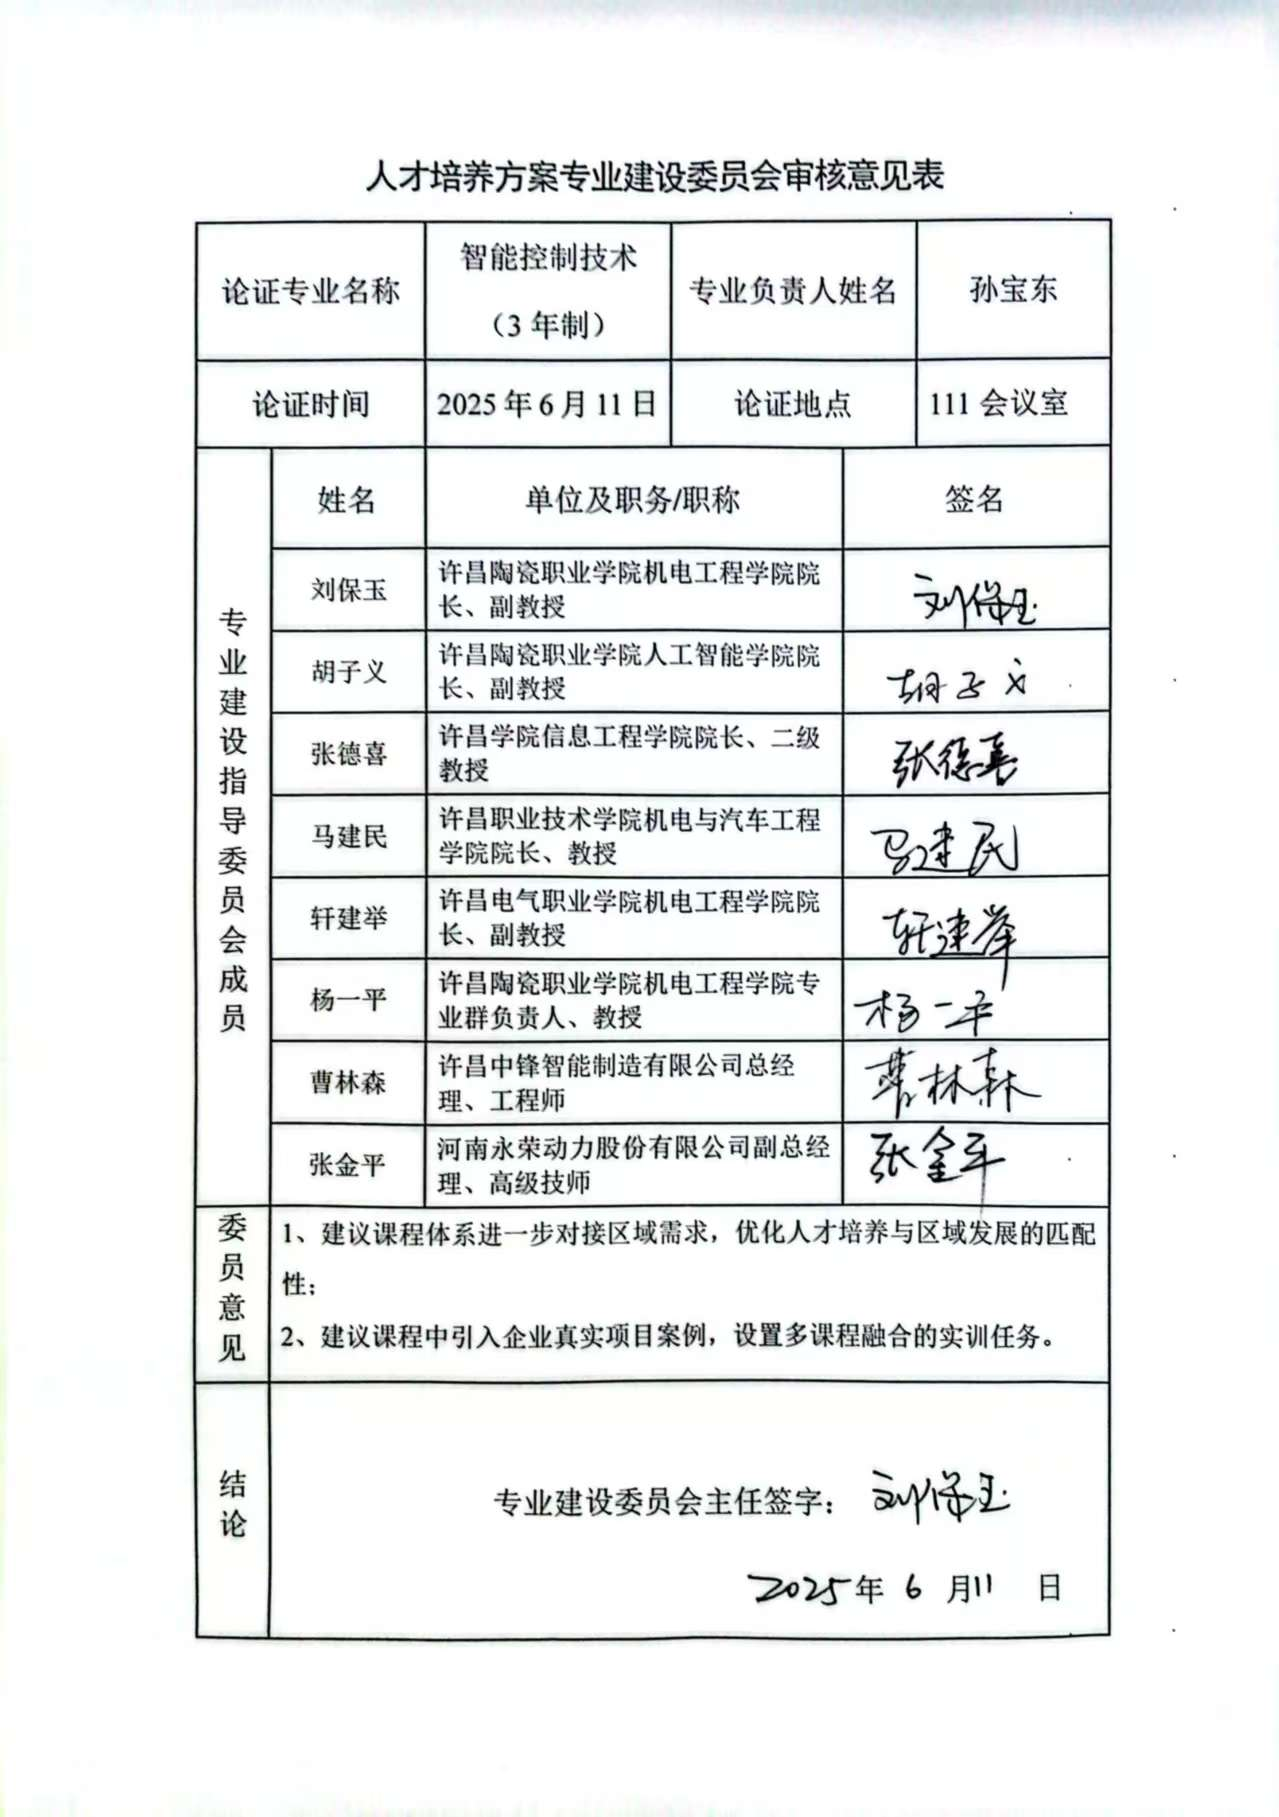 人才培养方案专业建设委员会审核意见表
论证专业名称
智能控制技术
（3 年制）
专业负责人姓名
孙宝东
论证时间
2025 年 6 月 11 日
论证地点
111 会议室
专业建设指导委员会成员
姓名
单位及职务/职称
签名
刘保玉
许昌陶瓷职业学院机电工程学院院
长、副教授
刘保玉
胡子义
许昌陶瓷职业学院人工智能学院院
长、副教授
胡子义
张德喜
许昌学院信息工程学院院长、二级
教授
张德喜
马建民
许昌职业技术学院机电与汽车工程
学院院长、教授
马建民
轩建举
许昌电气职业学院机电工程学院院
长、副教授
轩建举
杨一平
许昌陶瓷职业学院机电工程学院专
业群负责人、教授
杨一平
曹林森
许昌中锋智能制造有限公司总经
理、工程师
曹林森
张金平
河南永荣动力股份有限公司副总经
理、高级技师
张金平
委员意见
1、建议课程体系进一步对接区域需求，优化人才培养与区域发展的匹配
性；
2、建议课程中引入企业真实项目案例，设置多课程融合的实训任务。
结论
专业建设委员会主任签字： 刘保玉
2025 年 6 月 11 日